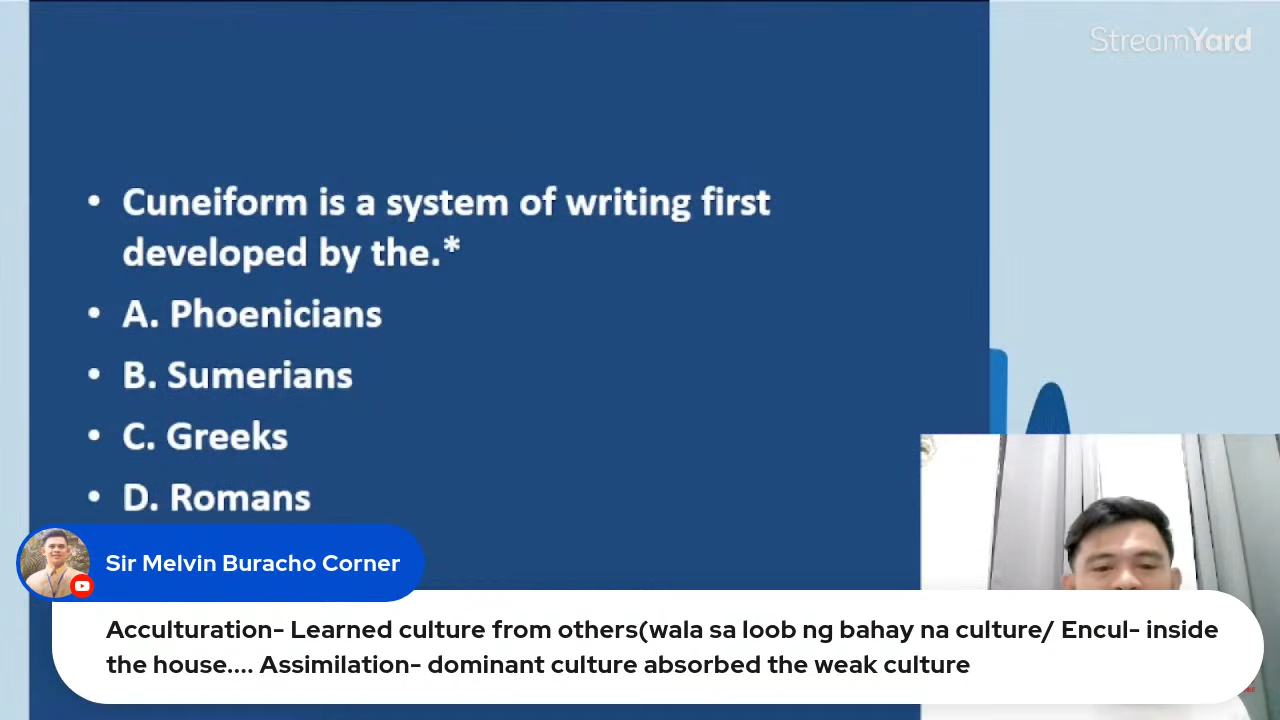 StreamYard
• Cuneiform is a system of writing first
developed by the.*
• A. Phoenicians
• B. Sumerians
• C. Greeks
• D. Romans
Sir Melvin Buracho Corner
Acculturation- Learned culture from others(wala sa loob ng bahay na culture/ Encul- inside
the house.... Assimilation- dominant culture absorbed the weak culture